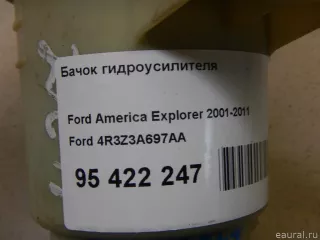 Бачок гидроусилителя
Ford America Explorer 2001-2011
Ford 4R3Z3A697AA
95 422 247
eaural.ru